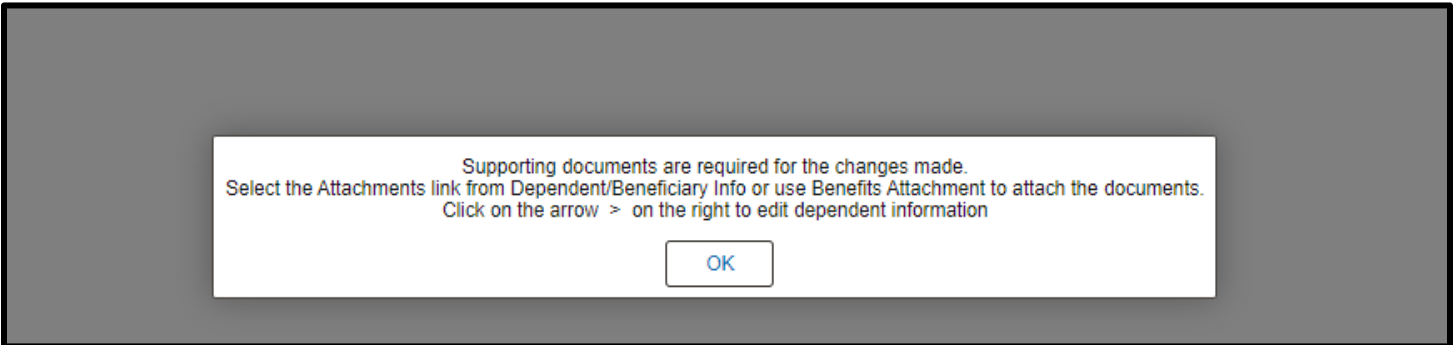 Supporting documents are required for the changes made.
Select the Attachments link from Dependent/Beneficiary Info or use Benefits Attachment to attach the documents.
Click on the arrow > on the right to edit dependent information
OK